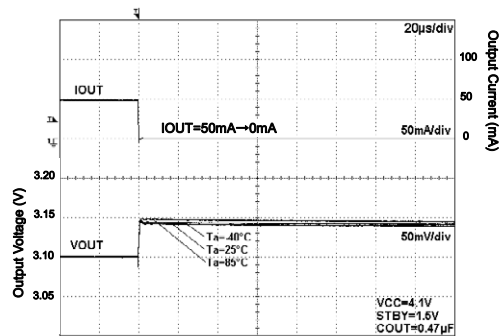 20µs/div
100
IOUT
50
IOUT=50mA→0mA
50mA/div
0
Output Current (mA)
3.20
3.15
50mV/div
VOUT
Ta=-40°C
Ta=25°C
Ta=85°C
3.10
3.05
Output Voltage (V)
VCC=4.1V
STBY=1.5V
COUT=0.47µF